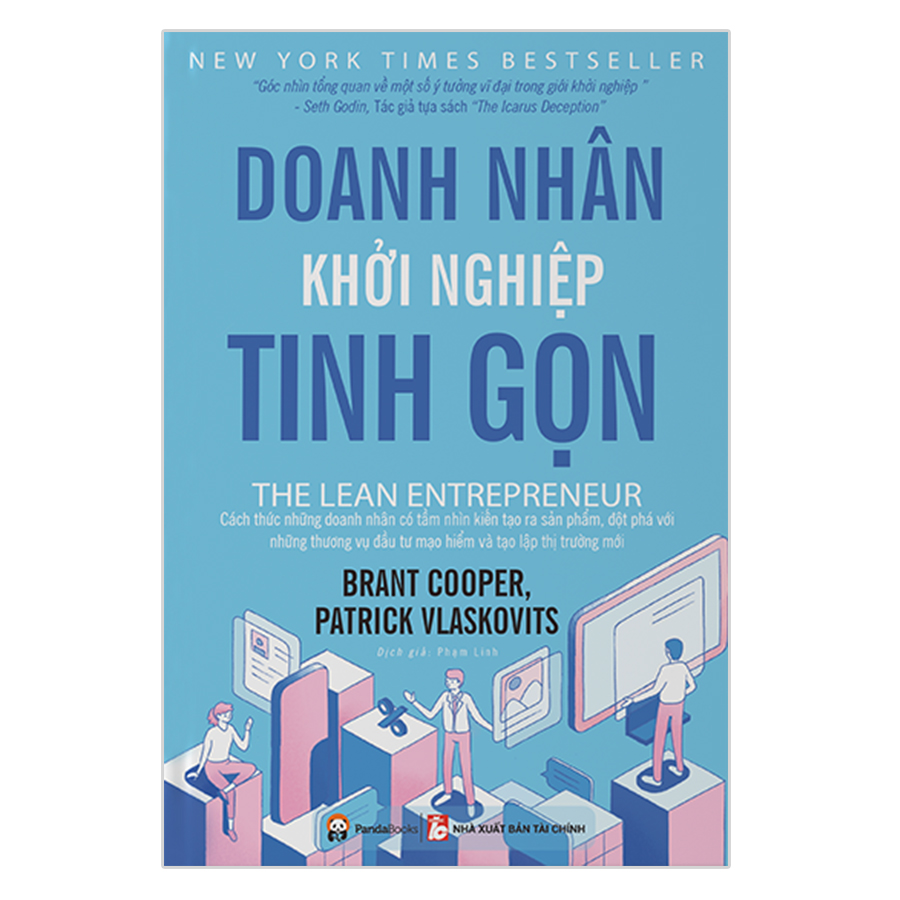 NEW YORK TIMES BESTSELLER
“Góc nhìn tổng quan về một số ý tưởng vĩ đại trong giới khởi nghiệp ”
- Seth Godin, Tác giả tựa sách “The Icarus Deception”
DOANH NHÂN
KHỞI NGHIỆP
TINH GỌN
THE LEAN ENTREPRENEUR
Cách thức những doanh nhân có tầm nhìn kiến tạo ra sản phẩm, đột phá với
những thương vụ đầu tư mạo hiểm và tạo lập thị trường mới
BRANT COOPER,
PATRICK VLASKOVITS
Dịch giả: Phạm Linh
%
PandaBooks
NHÀ XUẤT BẢN TÀI CHÍNH